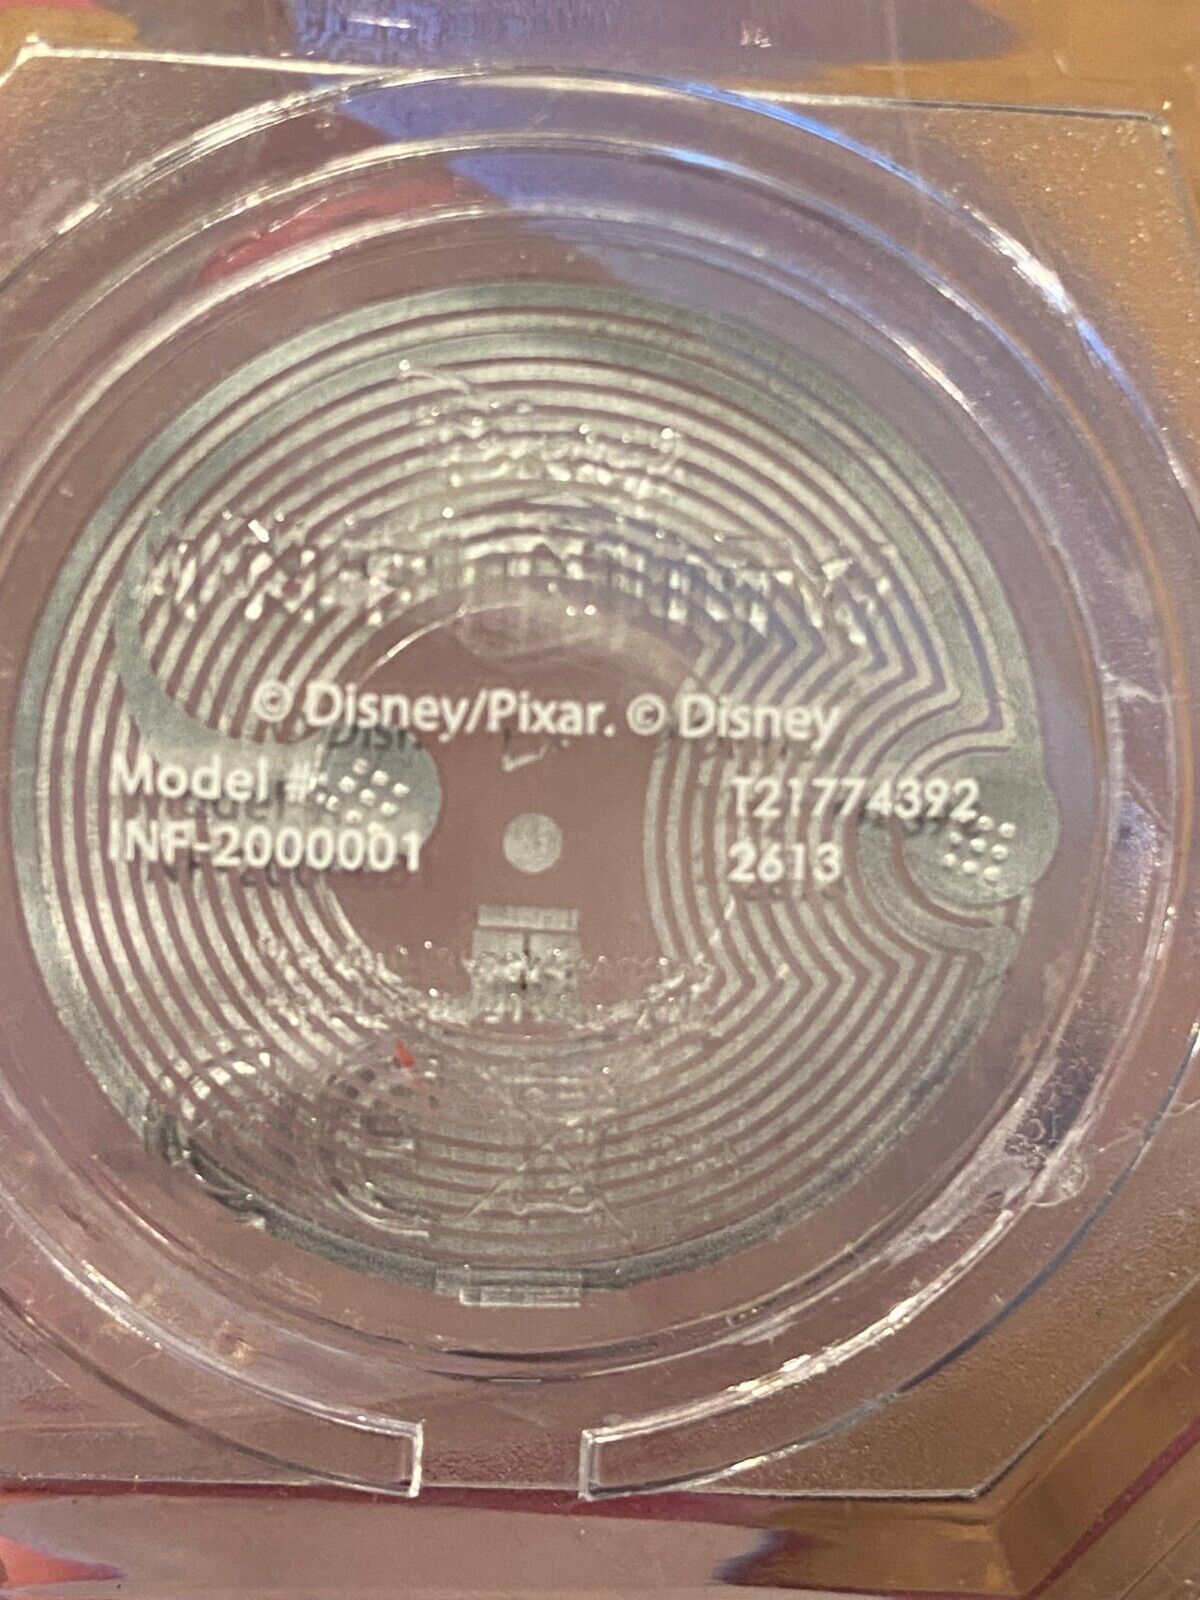 © Disney/Pixar. © Disney
Model #
INF-2000001
T21774392
2613